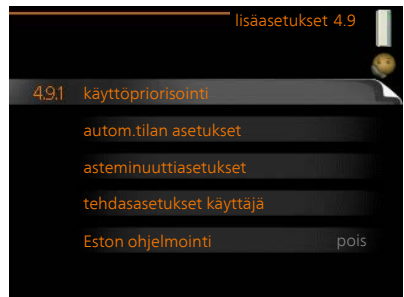 lisäasetukset 4.9
4.9.1 käyttöpriorisointi
autom.tilan asetukset
asteminuuttiasetukset
tehdasasetukset käyttäjä
Eston ohjelmointi pois